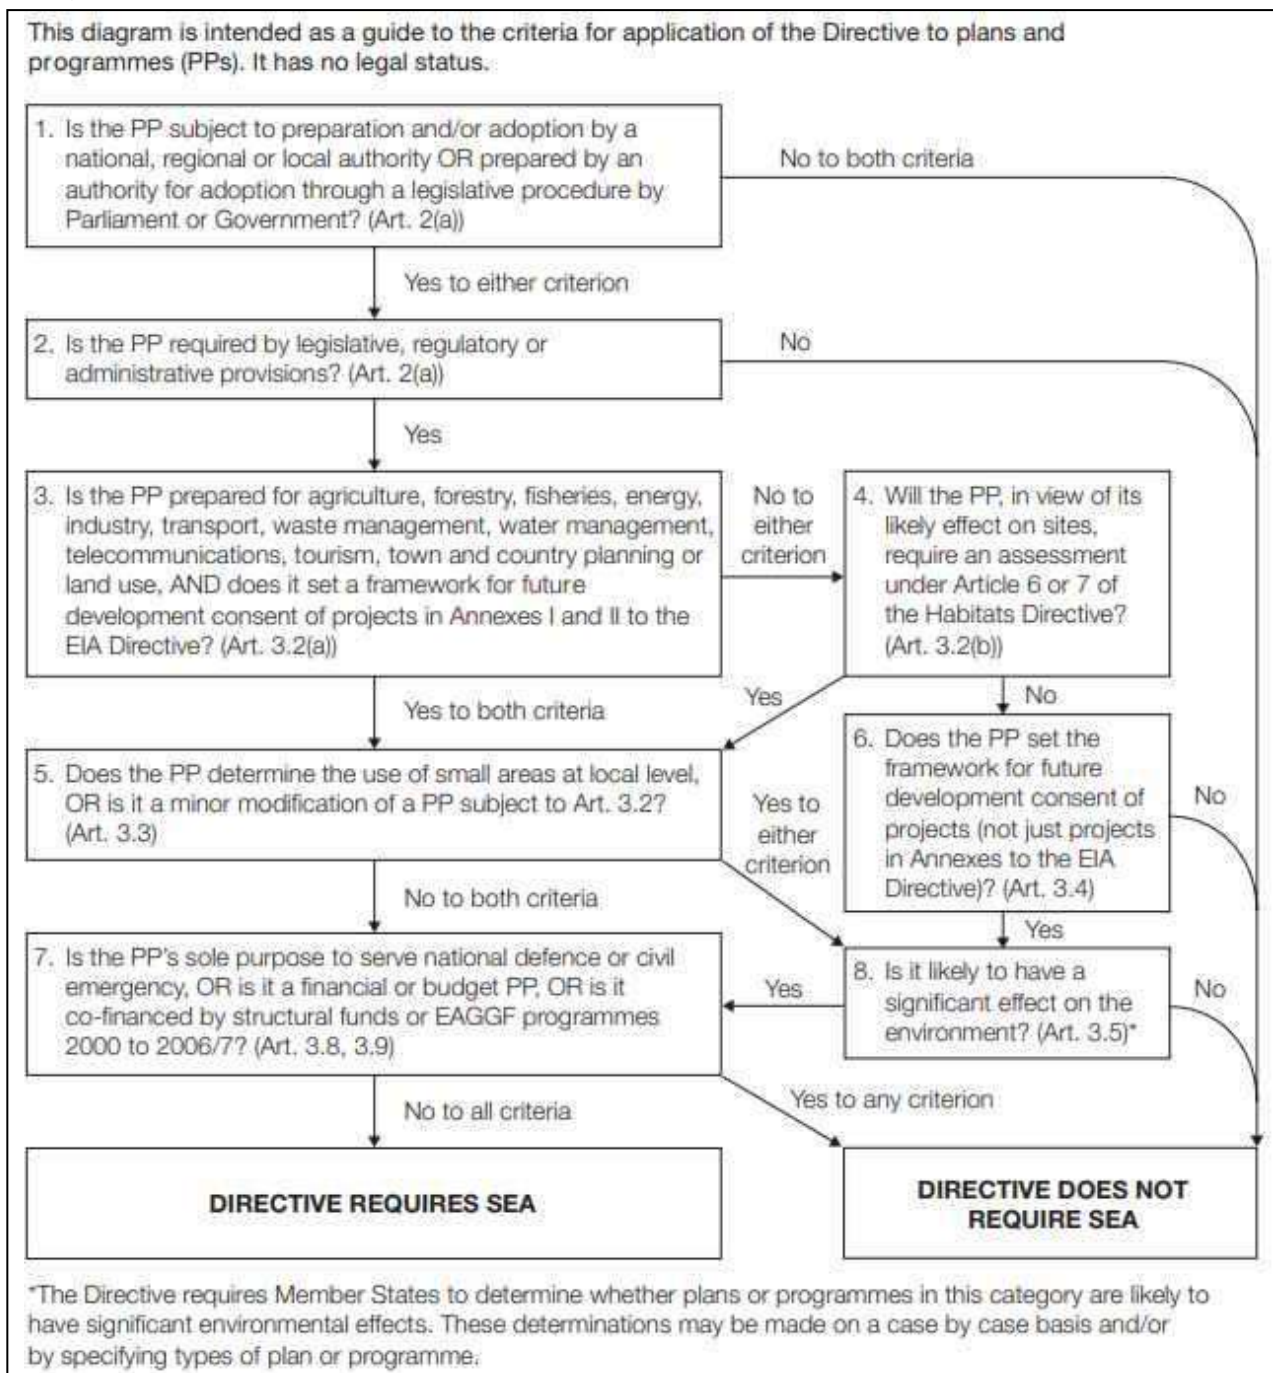 This diagram is intended as a guide to the criteria for application of the Directive to plans and
programmes (PPs). It has no legal status.
1. Is the PP subject to preparation and/or adoption by a
national, regional or local authority OR prepared by an
authority for adoption through a legislative procedure by
Parliament or Government? (Art. 2(a))
No to both criteria
Yes to either criterion
2. Is the PP required by legislative, regulatory or
administrative provisions? (Art. 2(a))
No
Yes
3. Is the PP prepared for agriculture, forestry, fisheries, energy,
industry, transport, waste management, water management,
telecommunications, tourism, town and country planning or
land use, AND does it set a framework for future
development consent of projects in Annexes I and II to the
EIA Directive? (Art. 3.2(a))
No to
either
criterion
4. Will the PP, in view of its
likely effect on sites,
require an assessment
under Article 6 or 7 of
the Habitats Directive?
(Art. 3.2(b))
Yes to both criteria
Yes
No
5. Does the PP determine the use of small areas at local level,
OR is it a minor modification of a PP subject to Art. 3.2?
(Art. 3.3)
Yes to
either
criterion
6. Does the PP set the
framework for future
development consent of
projects (not just projects
in Annexes to the EIA
Directive)? (Art. 3.4)
No
No to both criteria
Yes
7. Is the PP's sole purpose to serve national defence or civil
emergency, OR is it a financial or budget PP, OR is it
co-financed by structural funds or EAGGF programmes
2000 to 2006/7? (Art. 3.8, 3.9)
Yes
8. Is it likely to have a
significant effect on the
environment? (Art. 3.5)*
No
No to all criteria
Yes to any criterion
DIRECTIVE REQUIRES SEA
DIRECTIVE DOES NOT
REQUIRE SEA
*The Directive requires Member States to determine whether plans or programmes in this category are likely to
have significant environmental effects. These determinations may be made on a case by case basis and/or
by specifying types of plan or programme.